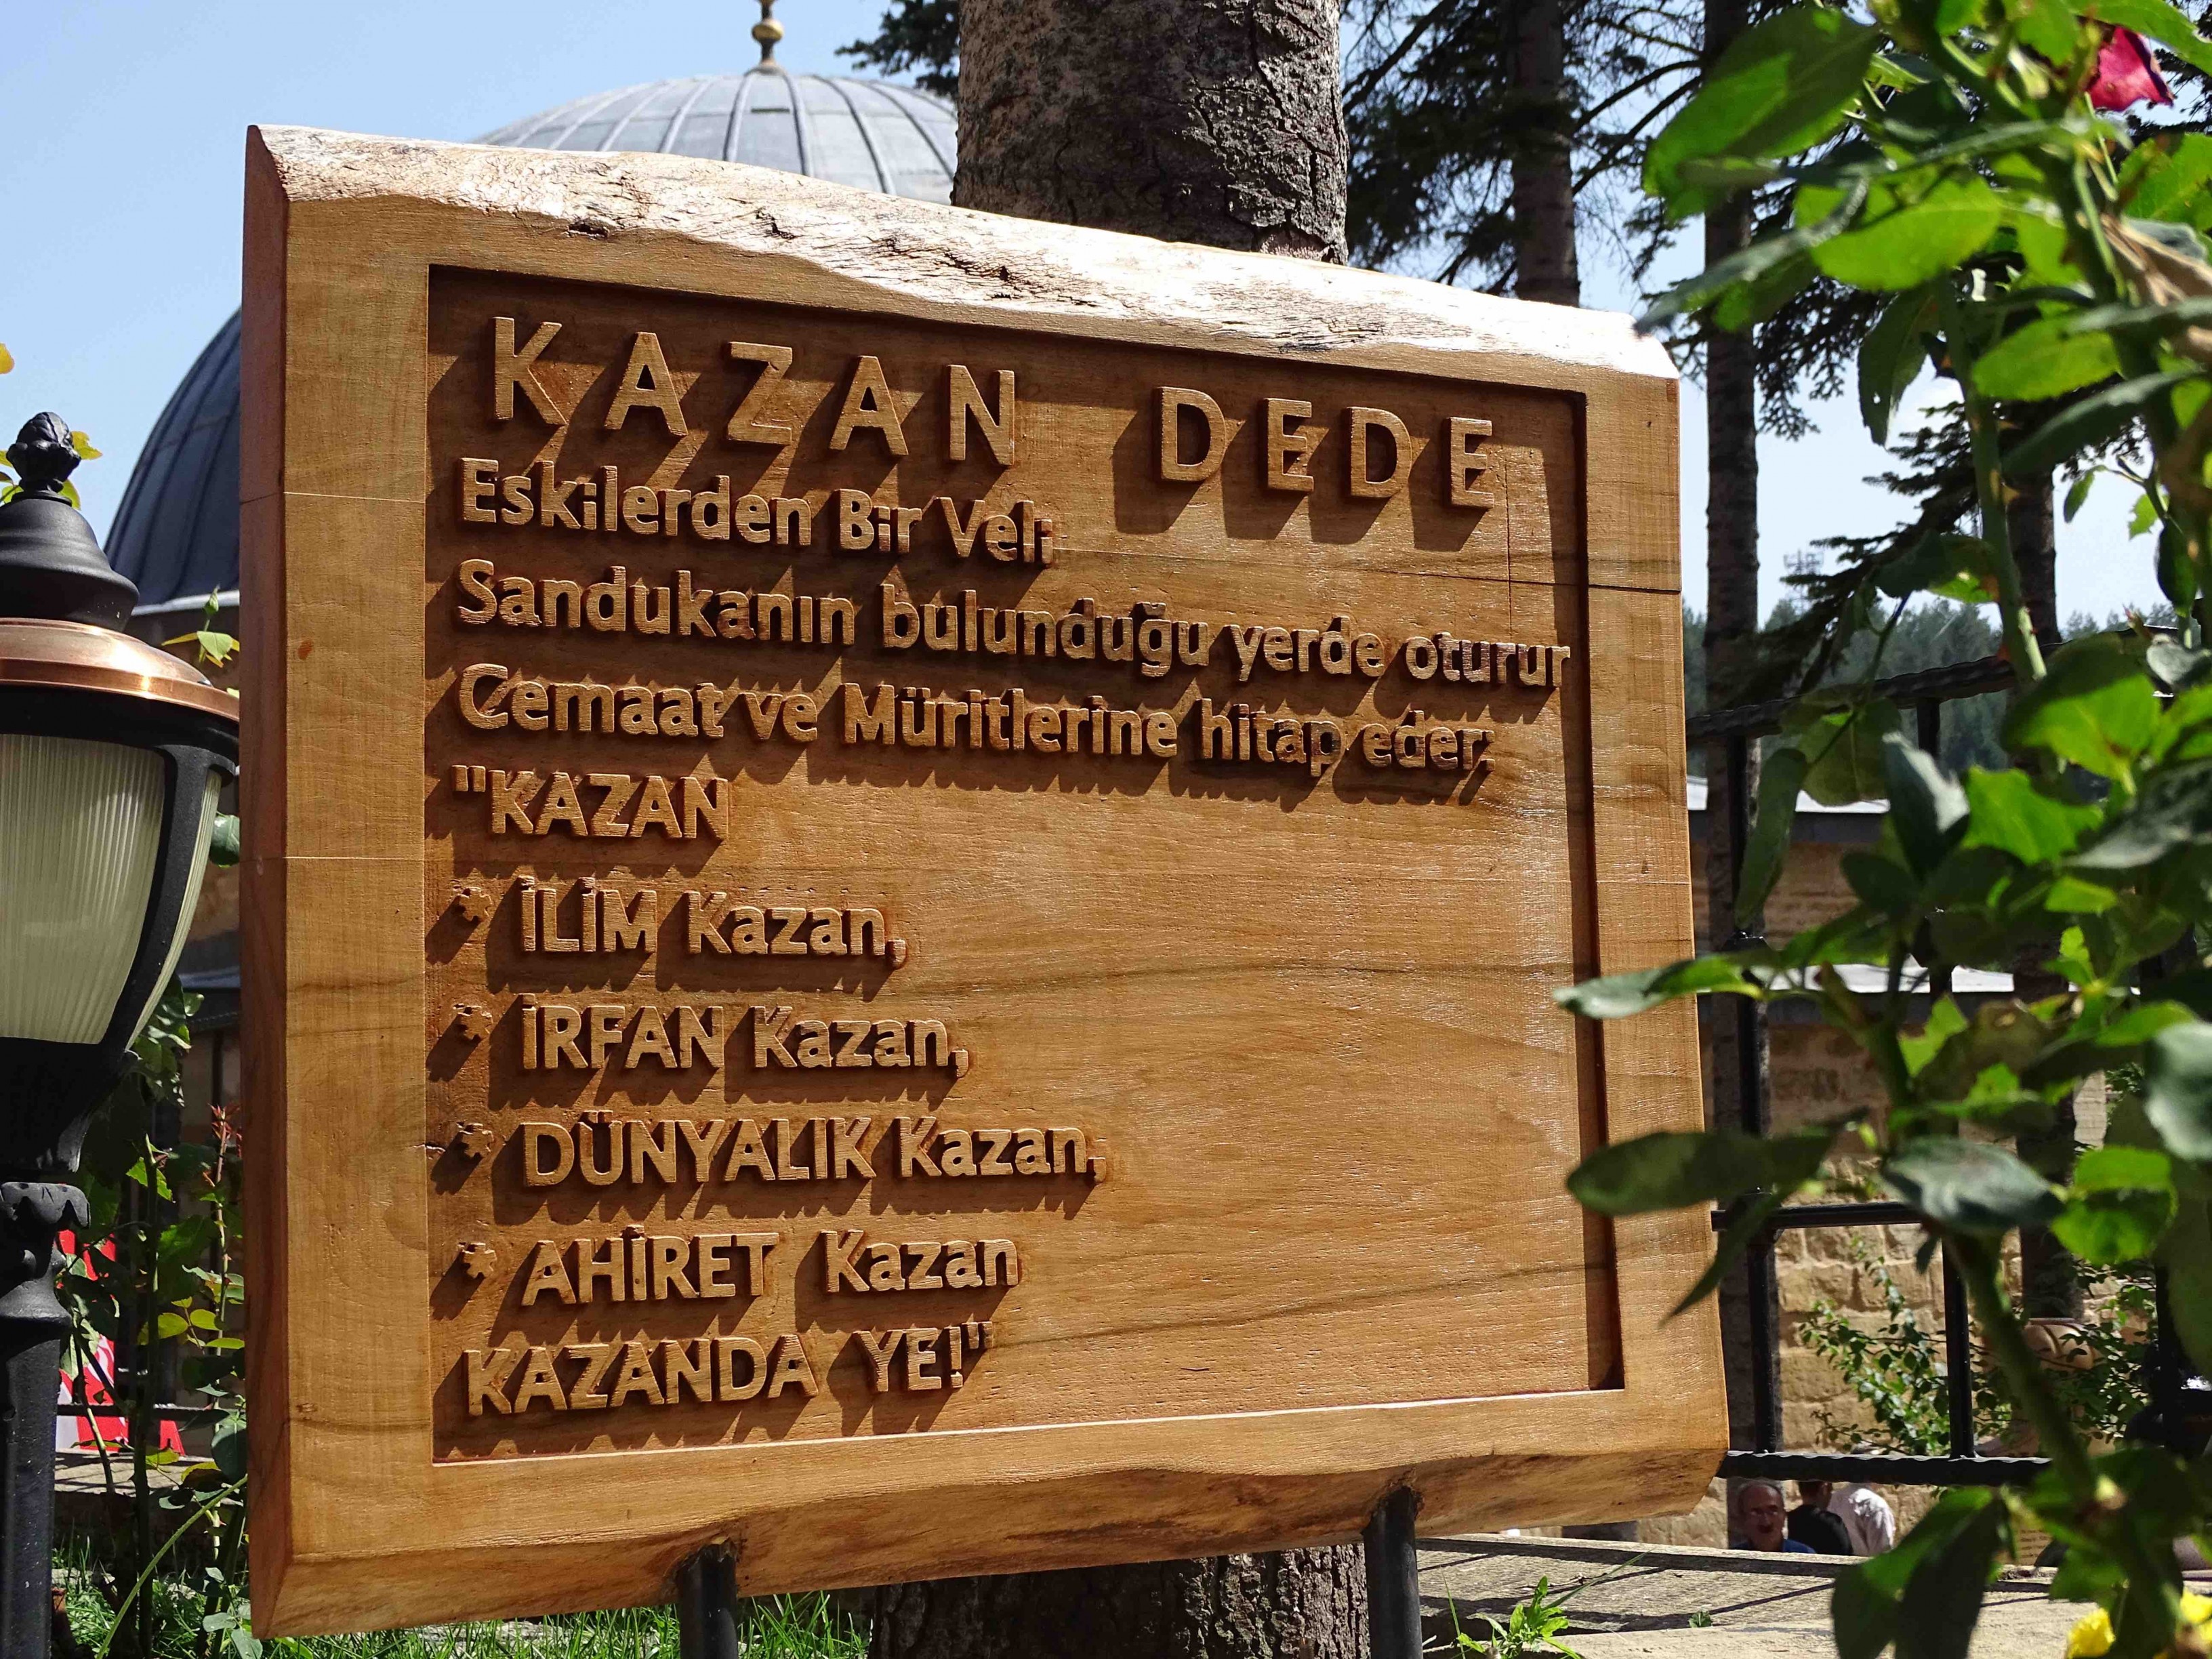 KAZAN DEDE
Eskilerden Bir Veli
Sandukanın bulunduğu yerde oturur
Cemaat ve Müritlerine hitap eder:
"KAZAN
* İLİM Kazan,
* İRFAN Kazan,
* DÜNYALIK Kazan,
* AHİRET Kazan
KAZANDA YE!"